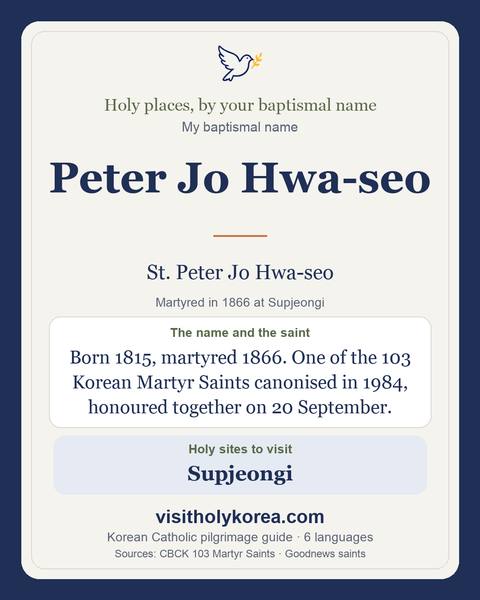 Holy places, by your baptismal name
My baptismal name
Peter Jo Hwa-seo
St. Peter Jo Hwa-seo
Martyred in 1866 at Supjeongi
The name and the saint
Born 1815, martyred 1866. One of the 103
Korean Martyr Saints canonised in 1984,
honoured together on 20 September.
Holy sites to visit
Supjeongi
visitholykorea.com
Korean Catholic pilgrimage guide · 6 languages
Sources: CBCK 103 Martyr Saints · Goodnews saints